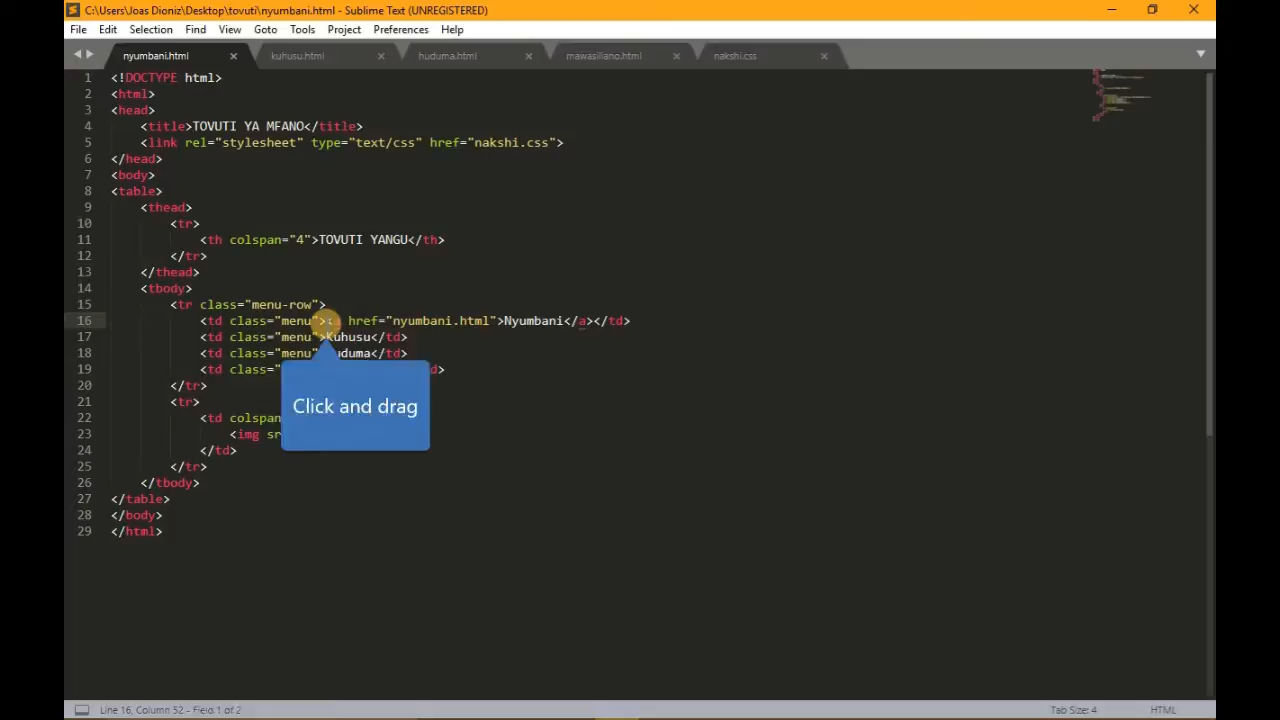 C:\Users\Joas Dioniz\Desktop\tovuti\nyumbani.html - Sublime Text (UNREGISTERED)
File Edit Selection Find View Goto Tools Project Preferences Help
nyumbani.html kuhusu.html huduma.html mawasiliano.html nakshi.css
1 <!DOCTYPE html>
2 <html>
3 <head>
4 <title>TOVUTI YA MFANO</title>
5 <link rel="stylesheet" type="text/css" href="nakshi.css">
6 </head>
7 <body>
8 <table>
9 <thead>
10 <tr>
11 <th colspan="4">TOVUTI YANGU</th>
12 </tr>
13 </thead>
14 <tbody>
15 <tr class="menu-row">
16 <td class="menu"> href="nyumbani.html">Nyumbani</a></td>
17 <td class="menu">Kuhusu</td>
18 <td class="menu" uduma</td>
19 <td class= d>
20 </tr>
21 <tr>
22 <td colspan
23 <img sr
24 </td>
25 </tr>
26 </tbody>
27 </table>
28 </body>
29 </html>
Click and drag
Line 16, Column 52 - Field 1 of 2 Tab Size: 4 HTML